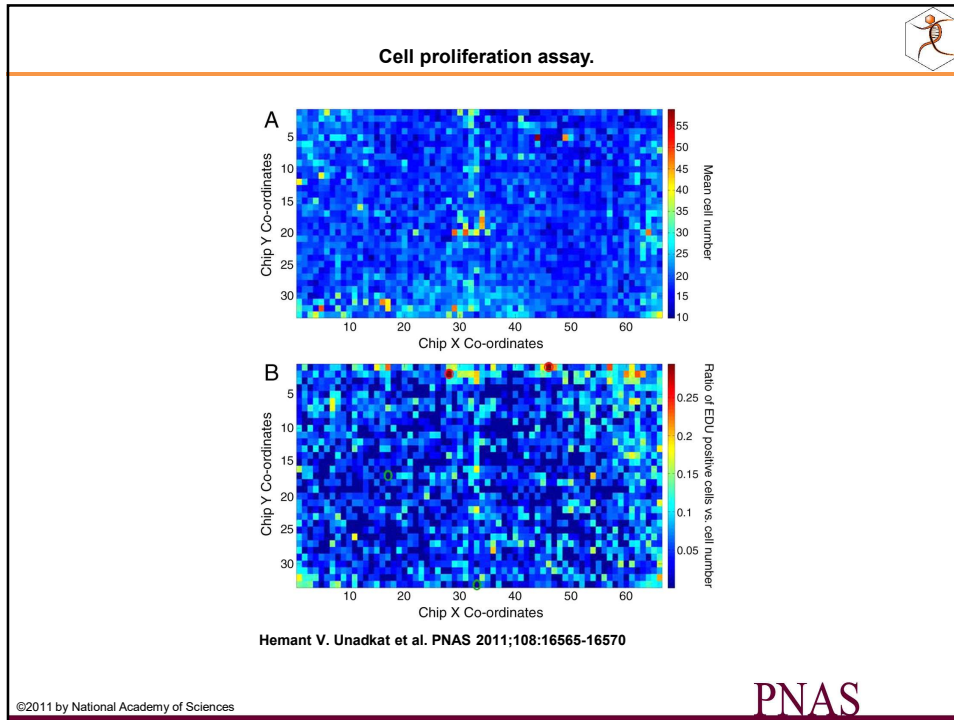 Cell proliferation assay.
A
5
10
15
20
25
30
Chip Y Co-ordinates
10 20 30 40 50 60
Chip X Co-ordinates
55
50
45
40
35
30
25
20
15
10
Mean cell number
B
5
10
15
20
25
30
Chip Y Co-ordinates
10 20 30 40 50 60
Chip X Co-ordinates
0.25
0.2
0.15
0.1
0.05
Ratio of EDU positive cells vs. cell number
Hemant V. Unadkat et al. PNAS 2011;108:16565-16570
©2011 by National Academy of Sciences
PNAS